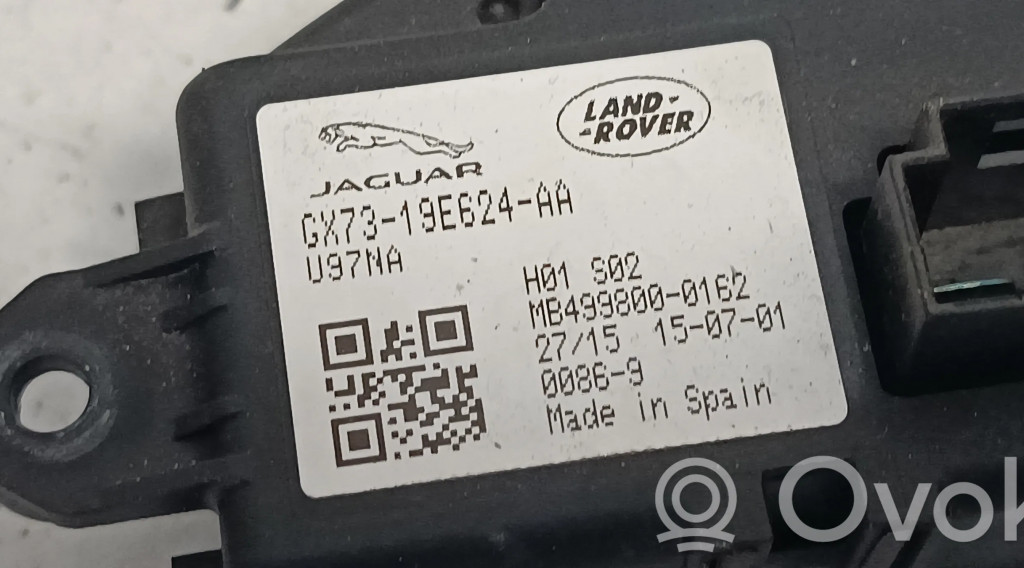 JAGUAR
LAND-
-ROVER
GX73-19E624-AA
U97NA
H01 S02
MB499800-0162
27/15 15-07-01
0086-9
Made in Spain
© Ovok